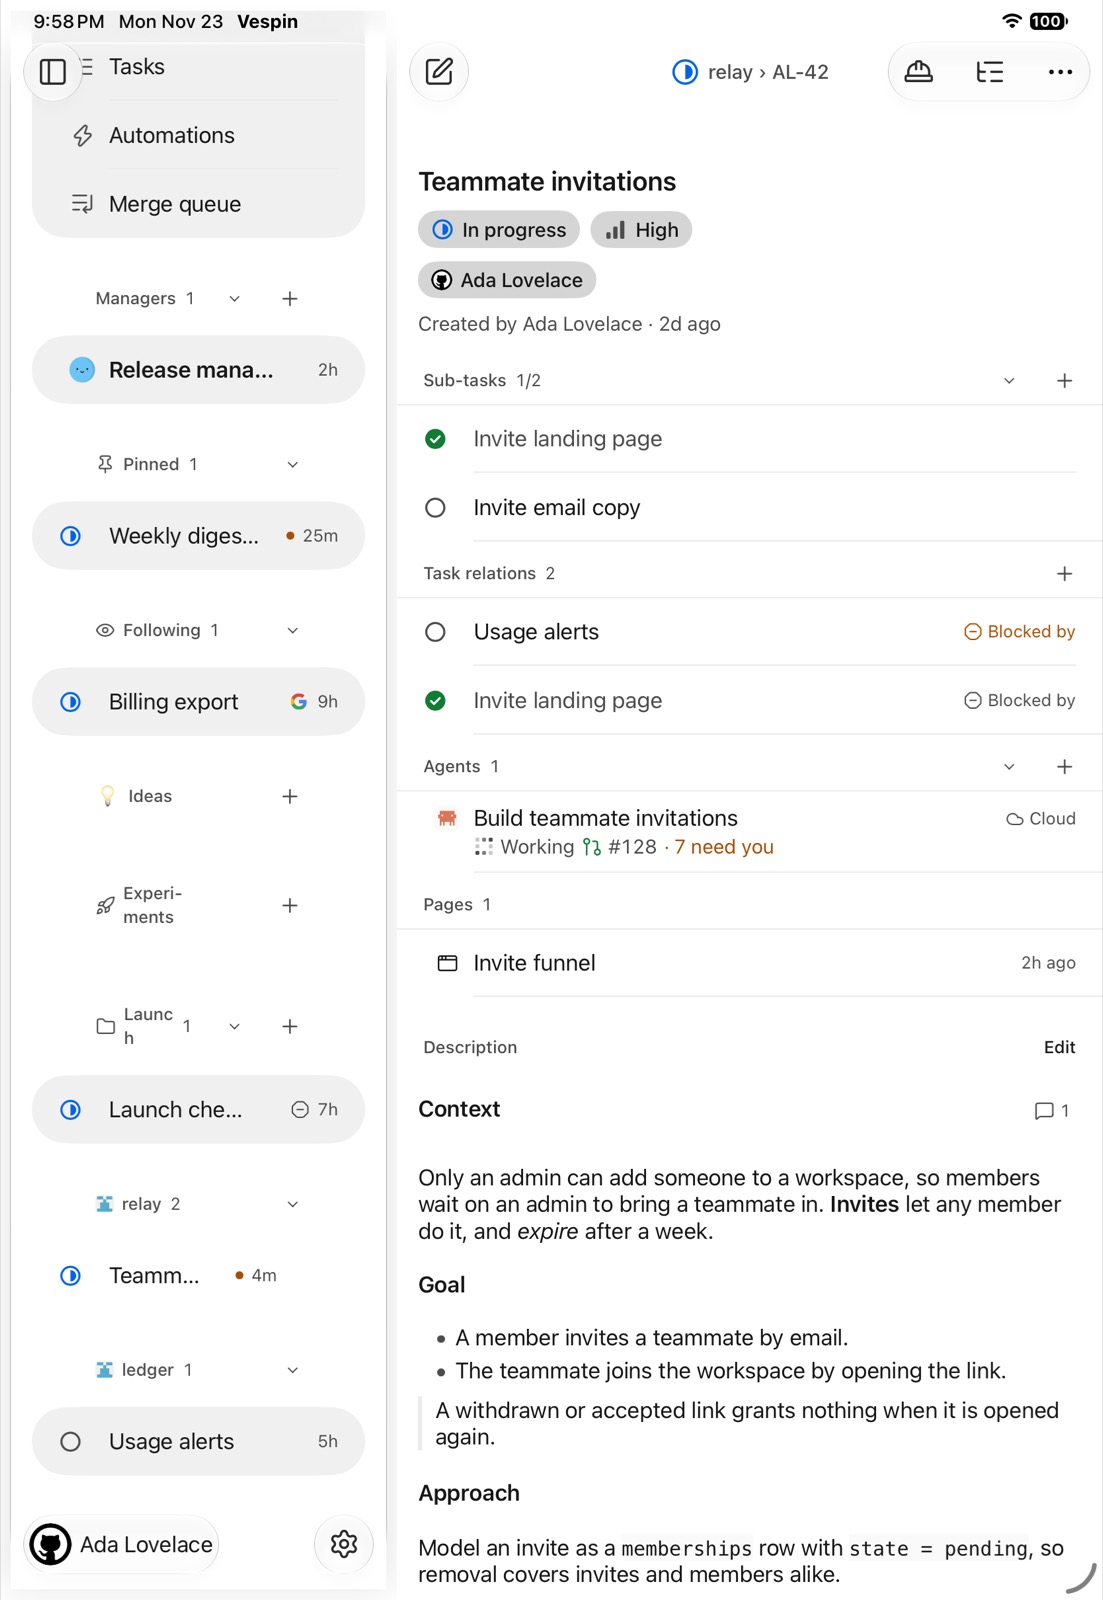 9:58 PM Mon Nov 23 Vespin
100
Tasks
Automations
Merge queue
Managers 1
Release mana...
2h
Pinned 1
Weekly diges...
25m
Following 1
Billing export
9h
Ideas
Experi-
ments
Launc
h
1
Launch che...
7h
relay 2
Teamm...
4m
ledger 1
Usage alerts
5h
Ada Lovelace
relay › AL-42
Teammate invitations
In progress
High
Ada Lovelace
Created by Ada Lovelace · 2d ago
Sub-tasks 1/2
Invite landing page
Invite email copy
Task relations 2
Usage alerts
Blocked by
Invite landing page
Blocked by
Agents 1
Build teammate invitations
Cloud
Working #128 · 7 need you
Pages 1
Invite funnel
2h ago
Description
Edit
Context
1
Only an admin can add someone to a workspace, so members
wait on an admin to bring a teammate in. Invites let any member
do it, and expire after a week.
Goal
• A member invites a teammate by email.
• The teammate joins the workspace by opening the link.
A withdrawn or accepted link grants nothing when it is opened
again.
Approach
Model an invite as a memberships row with state = pending, so
removal covers invites and members alike.